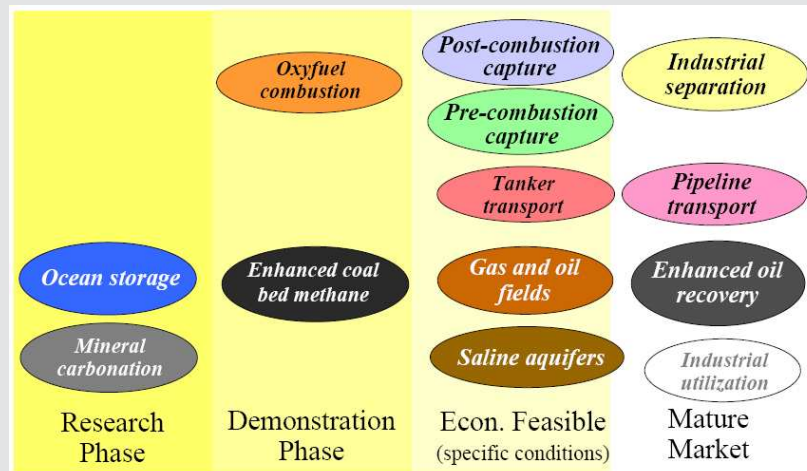 Oxyfuel
combustion
Post-combustion
capture
Industrial
separation
Pre-combustion
capture
Tanker
transport
Pipeline
transport
Ocean storage
Enhanced coal
bed methane
Gas and oil
fields
Enhanced oil
recovery
Mineral
carbonation
Saline aquifers
Industrial
utilization
Research
Phase
Demonstration
Phase
Econ. Feasible
(specific conditions)
Mature
Market